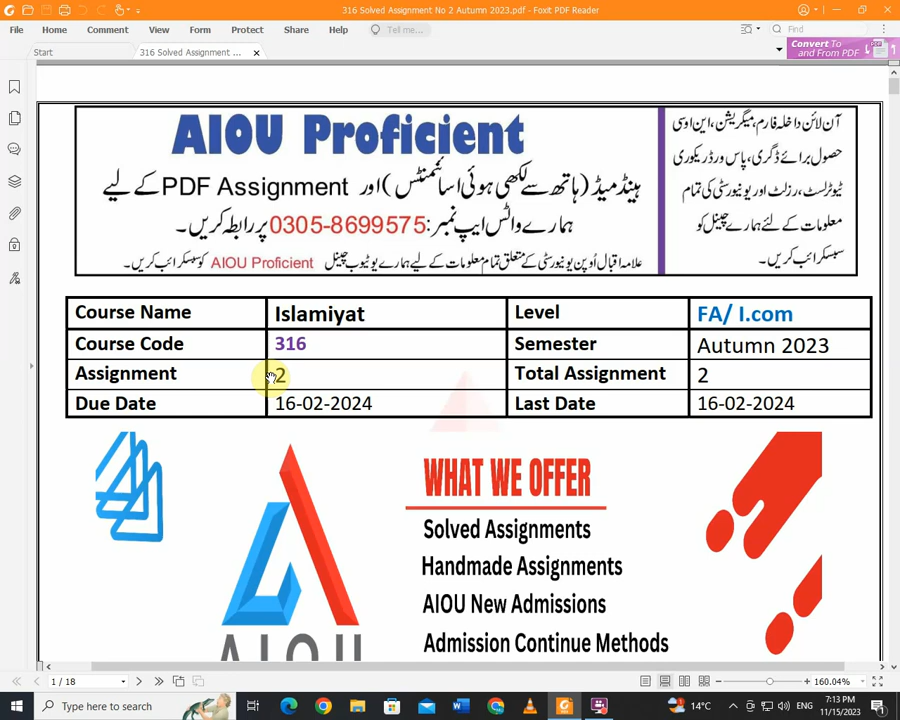 316 Solved Assignment No 2 Autumn 2023.pdf - Foxit PDF Reader
File Home Comment View Form Protect Share Help Tell me... Find
Start 316 Solved Assignment ... Convert To and From PDF
AIOU Proficient
ہینڈ میڈ (ہاتھ سے لکھی ہوئی اسائنمنٹس) اور PDF Assignment کے لیے
ہمارے واٹس ایپ نمبر: 0305-8699575 پر رابطہ کریں۔
علامہ اقبال اُوپن یونیورسٹی کے متعلق تمام معلومات کے لیے ہمارے یوٹیوب چینل AIOU Proficient کو سبسکرائب کریں۔
آن لائن داخلہ فارم، میگریشن، این او سی
حصول برائے ڈگری، پاس ورڈ ریکوری
ٹیوٹر لسٹ، رزلٹ اور یونیورسٹی کی تمام
معلومات کے لئے ہمارے چینل کو
سبسکرائب کریں۔
Course Name Islamiyat Level FA/ I.com
Course Code 316 Semester Autumn 2023
Assignment 2 Total Assignment 2
Due Date 16-02-2024 Last Date 16-02-2024
WHAT WE OFFER
Solved Assignments
Handmade Assignments
AIOU New Admissions
Admission Continue Methods
AIOU
1 / 18 160.04%
Type here to search 14°C 7:13 PM
11/15/2023